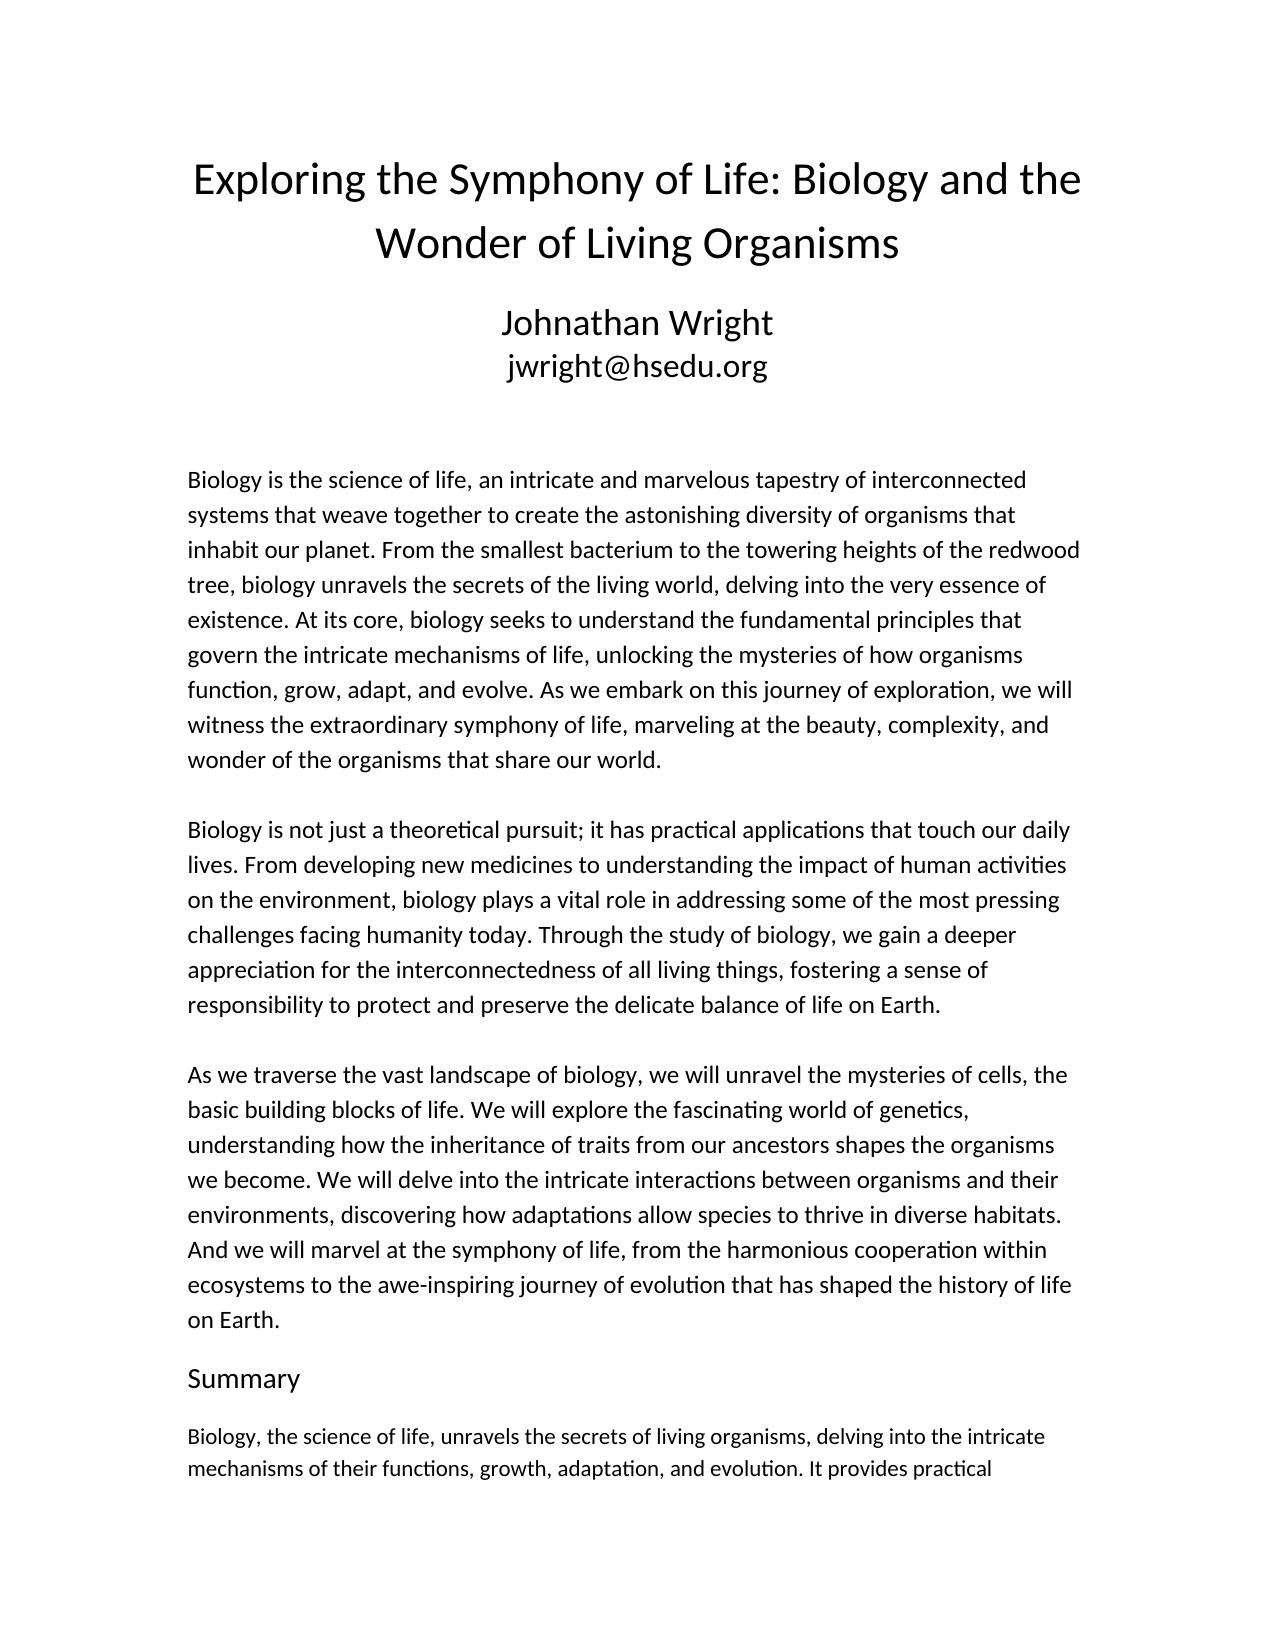 Exploring the Symphony of Life: Biology and the
Wonder of Living Organisms
Johnathan Wright
jwright@hsedu.org
Biology is the science of life, an intricate and marvelous tapestry of interconnected
systems that weave together to create the astonishing diversity of organisms that
inhabit our planet. From the smallest bacterium to the towering heights of the redwood
tree, biology unravels the secrets of the living world, delving into the very essence of
existence. At its core, biology seeks to understand the fundamental principles that
govern the intricate mechanisms of life, unlocking the mysteries of how organisms
function, grow, adapt, and evolve. As we embark on this journey of exploration, we will
witness the extraordinary symphony of life, marveling at the beauty, complexity, and
wonder of the organisms that share our world.
Biology is not just a theoretical pursuit; it has practical applications that touch our daily
lives. From developing new medicines to understanding the impact of human activities
on the environment, biology plays a vital role in addressing some of the most pressing
challenges facing humanity today. Through the study of biology, we gain a deeper
appreciation for the interconnectedness of all living things, fostering a sense of
responsibility to protect and preserve the delicate balance of life on Earth.
As we traverse the vast landscape of biology, we will unravel the mysteries of cells, the
basic building blocks of life. We will explore the fascinating world of genetics,
understanding how the inheritance of traits from our ancestors shapes the organisms
we become. We will delve into the intricate interactions between organisms and their
environments, discovering how adaptations allow species to thrive in diverse habitats.
And we will marvel at the symphony of life, from the harmonious cooperation within
ecosystems to the awe-inspiring journey of evolution that has shaped the history of life
on Earth.
Summary
Biology, the science of life, unravels the secrets of living organisms, delving into the intricate
mechanisms of their functions, growth, adaptation, and evolution. It provides practical